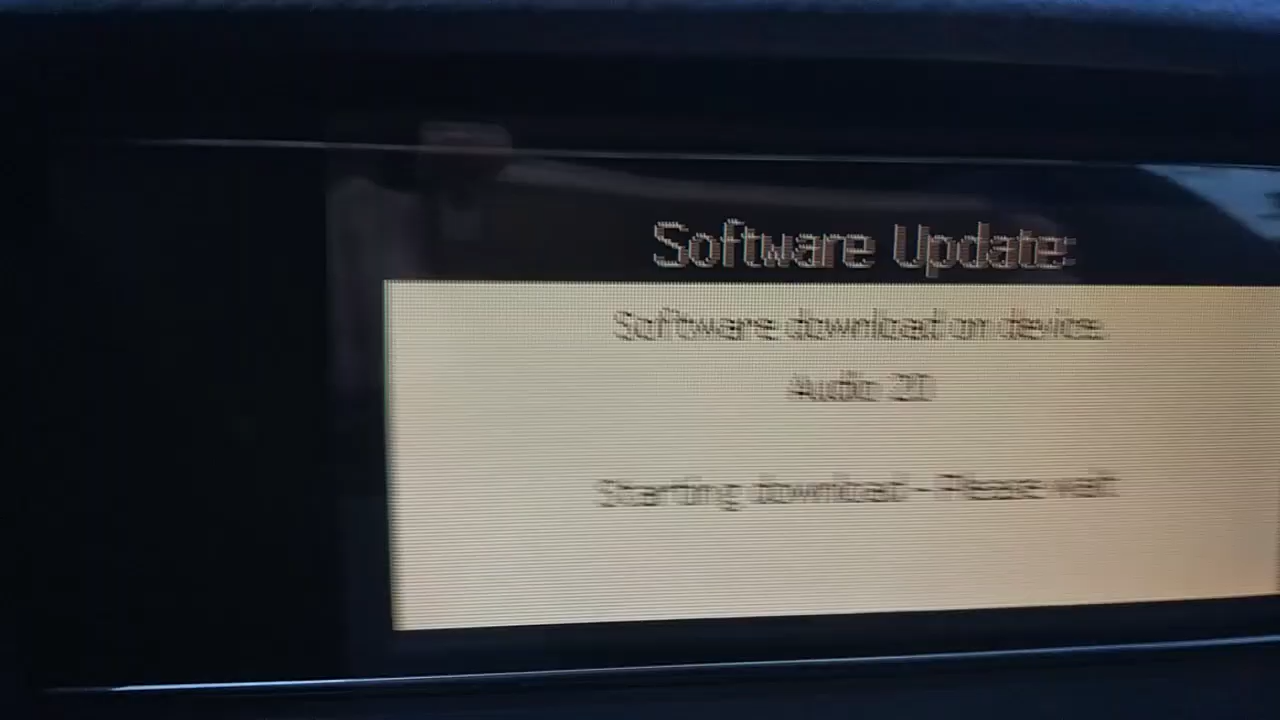 Software Update:
Software download on device:
Audio 20
Starting download - Please wait